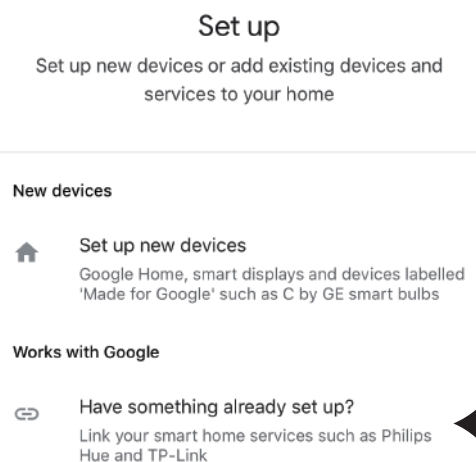 Set up
Set up new devices or add existing devices and
services to your home
New devices
Set up new devices
Google Home, smart displays and devices labelled
'Made for Google' such as C by GE smart bulbs
Works with Google
Have something already set up?
Link your smart home services such as Philips
Hue and TP-Link